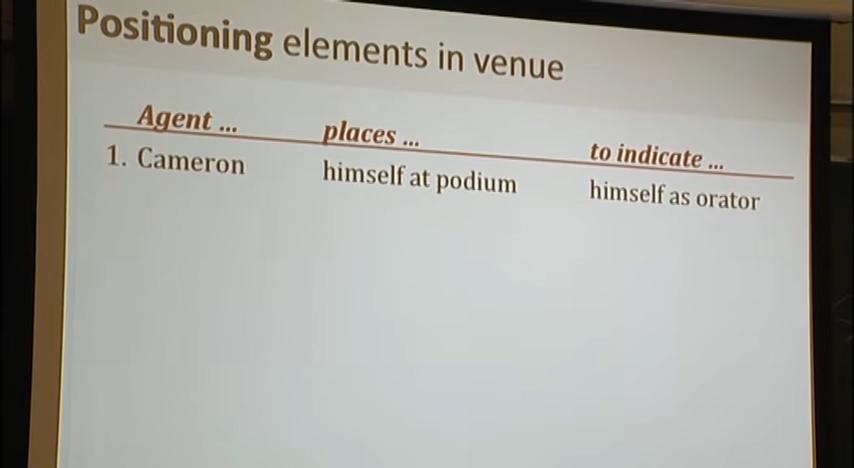 Positioning elements in venue
Agent ... places ... to indicate ...
1. Cameron himself at podium himself as orator